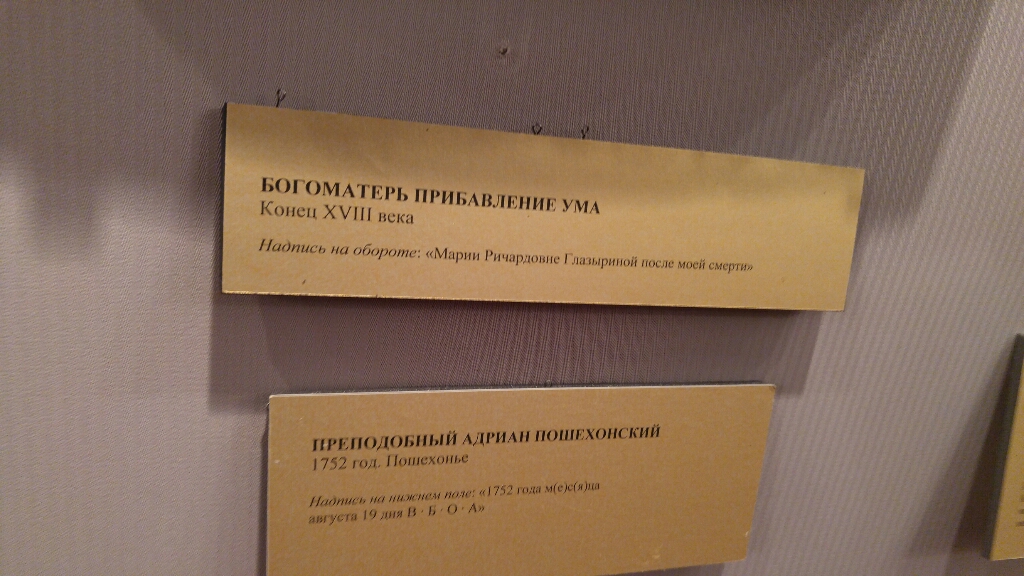 БОГОМАТЕРЬ ПРИБАВЛЕНИЕ УМА
Конец XVIII века
Надпись на обороте: «Марии Ричардовне Глазыриной после моей смерти»
ПРЕПОДОБНЫЙ АДРИАН ПОШЕХОНСКИЙ
1752 год. Пошехонье
Надпись на нижнем поле: «1752 года м(е)с(я)ца
августа 19 дня В · Б · О · А»